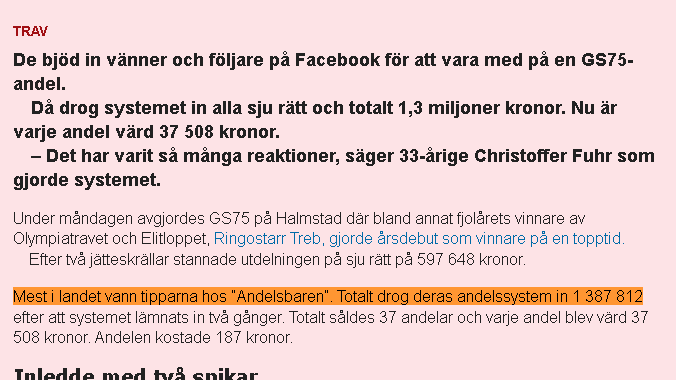 TRAV
De bjöd in vänner och följare på Facebook för att vara med på en GS75-
andel.
Då drog systemet in alla sju rätt och totalt 1,3 miljoner kronor. Nu är
varje andel värd 37 508 kronor.
– Det har varit så många reaktioner, säger 33-årige Christoffer Fuhr som
gjorde systemet.
Under måndagen avgjordes GS75 på Halmstad där bland annat fjolårets vinnare av
Olympiatravet och Elitloppet, Ringostarr Treb, gjorde årsdebut som vinnare på en topptid.
Efter två jätteskrällar stannade utdelningen på sju rätt på 597 648 kronor.
Mest i landet vann tipparna hos "Andelsbaren". Totalt drog deras andelssystem in 1 387 812
efter att systemet lämnats in två gånger. Totalt såldes 37 andelar och varje andel blev värd 37
508 kronor. Andelen kostade 187 kronor.
Inledde med två spikar